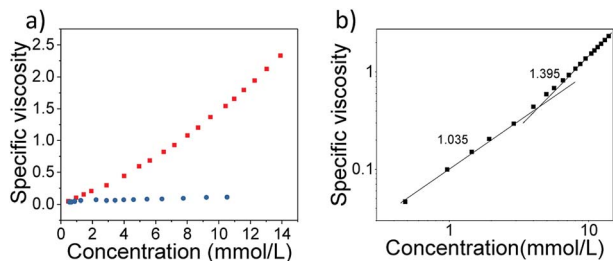 a)
Specific viscosity
2.5
2.0
1.5
1.0
0.5
0.0
0 2 4 6 8 10 12 14
Concentration (mmol/L)
b)
Specific viscosity
1
0.1
1.395
1.035
1 10
Concentration(mmol/L)